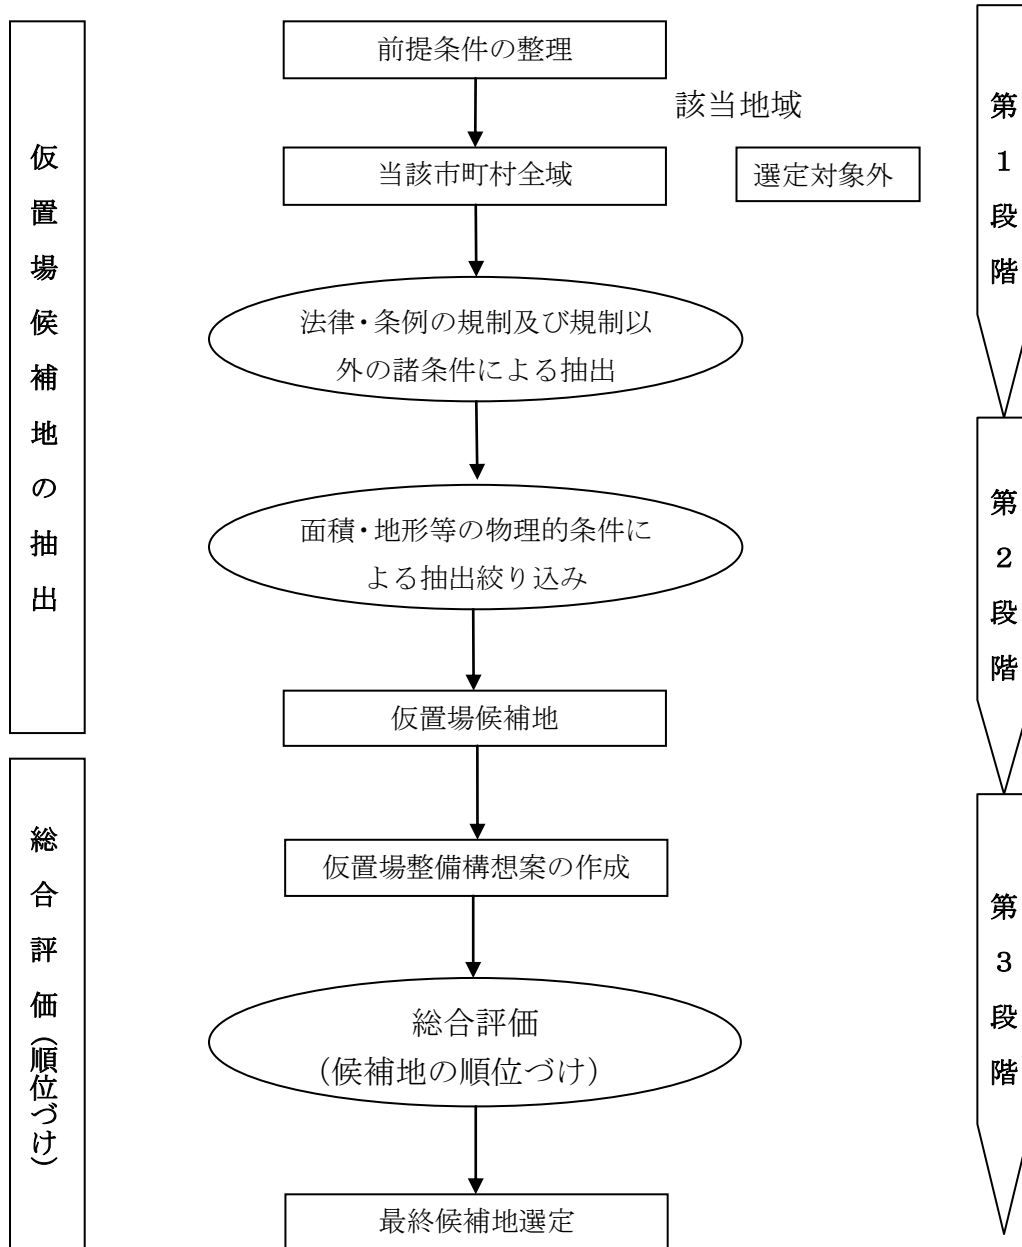 仮置場候補地の抽出
総合評価(順位づけ)
前提条件の整理
該当地域
当該市町村全域
選定対象外
法律・条例の規制及び規制以
外の諸条件による抽出
面積・地形等の物理的条件に
よる抽出絞り込み
仮置場候補地
仮置場整備構想案の作成
総合評価
(候補地の順位づけ)
最終候補地選定
第1段階
第2段階
第3段階